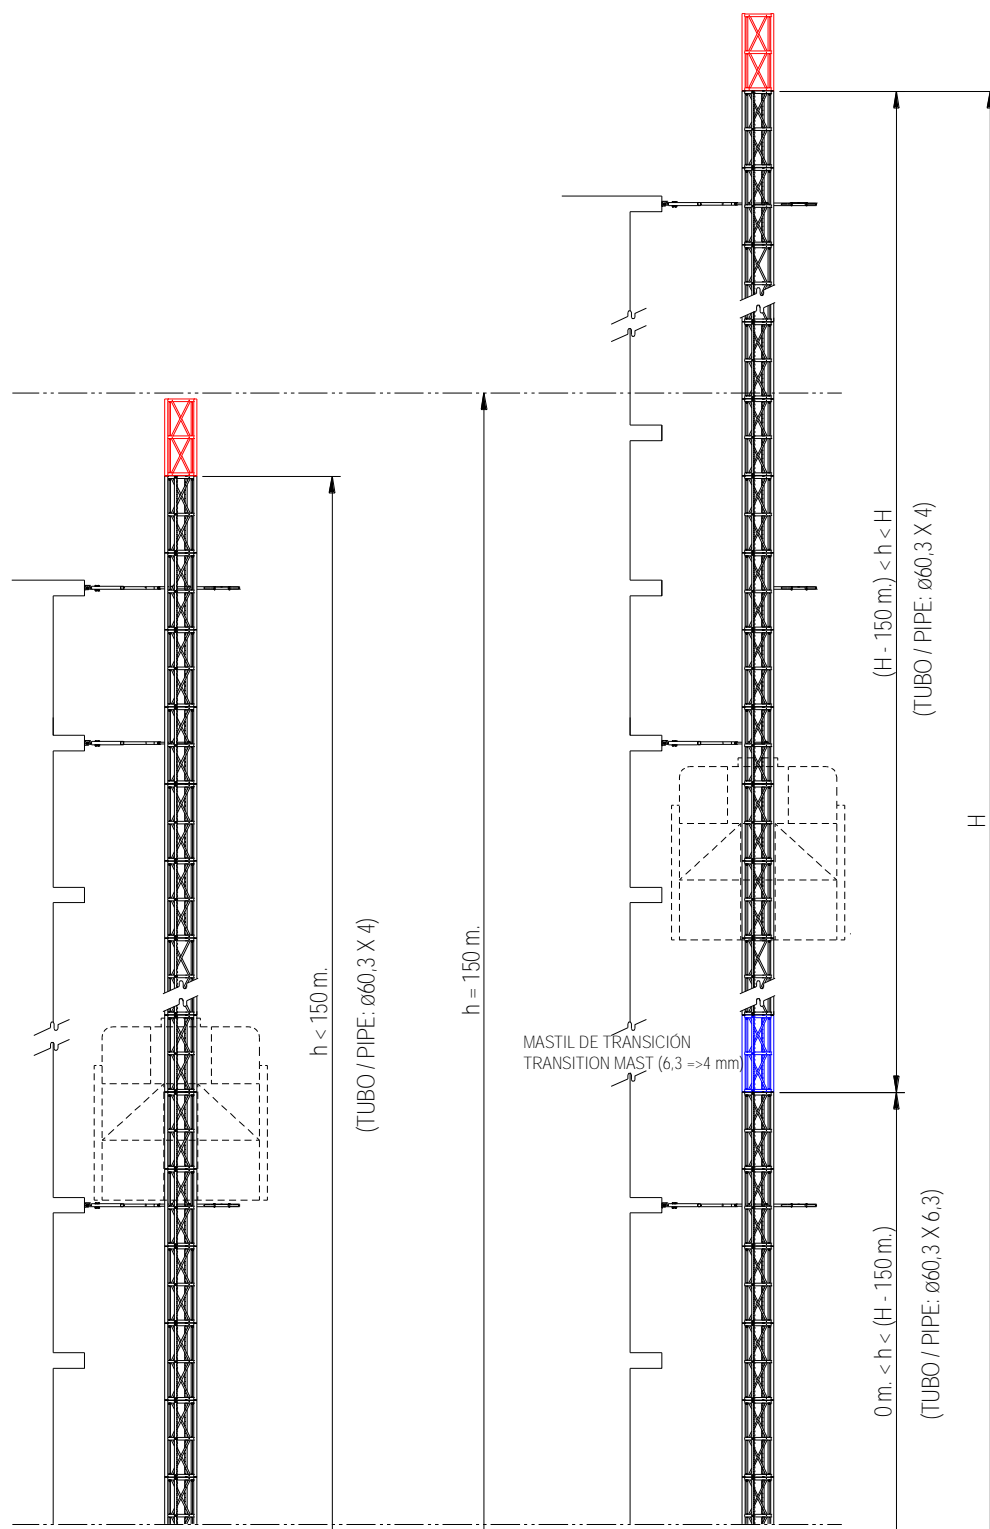 h < 150 m.
(TUBO / PIPE: ø60,3 X 4)
h = 150 m.
MASTIL DE TRANSICIÓN
TRANSITION MAST (6,3 =>4 mm)
(H - 150 m.) < h < H
(TUBO / PIPE: ø60,3 X 4)
H
0 m. < h < (H - 150 m.)
(TUBO / PIPE: ø60,3 X 6,3)